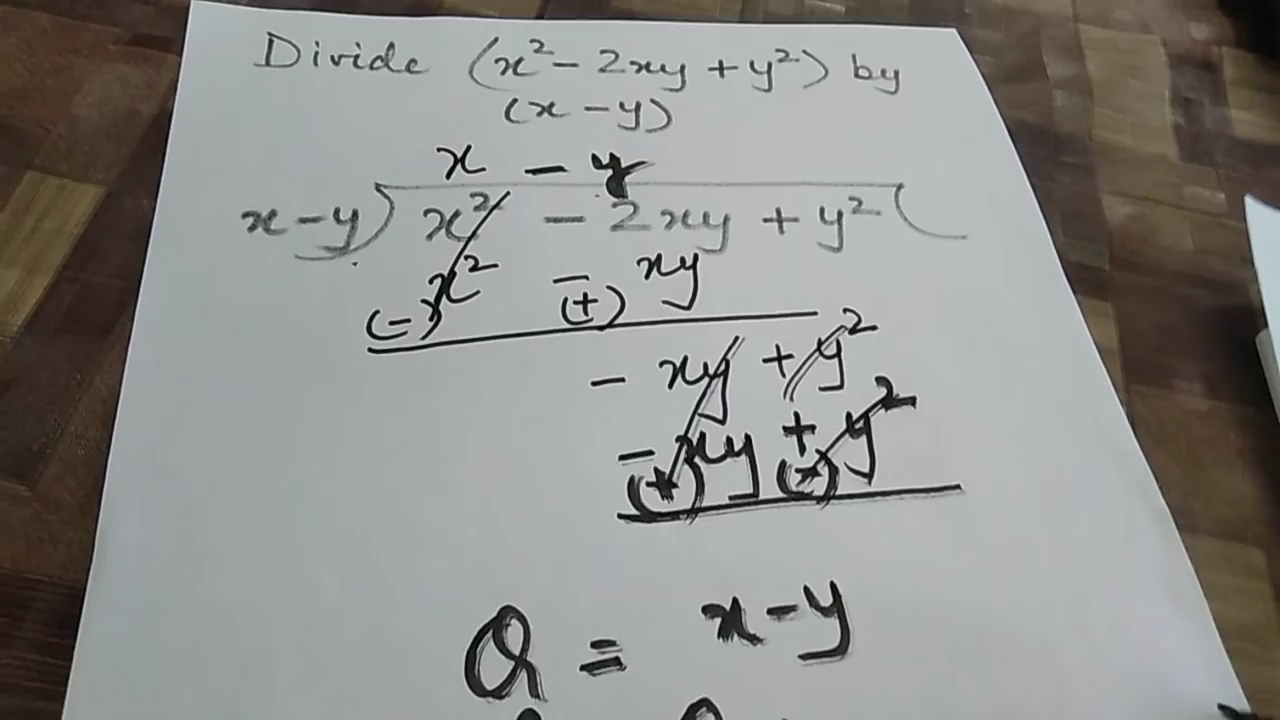 Divide (x² - 2xy + y²) by
(x - y)
x - y
x - y ) x² - 2xy + y² (
x² - xy
(-) (+)
- xy + y²
- xy + y²
(+) (-)
Q = x - y